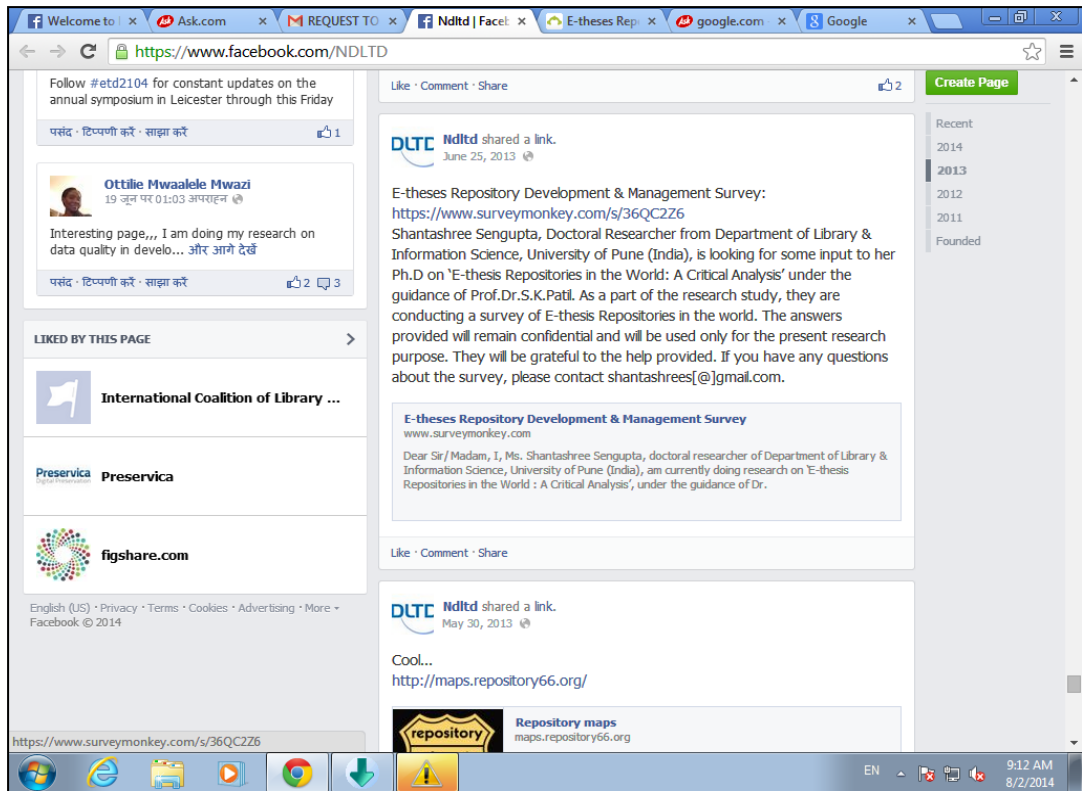 Welcome to
Ask.com
REQUEST TO
Ndltd | Faceb
E-theses Rep
google.com
Google
https://www.facebook.com/NDLTD
Follow #etd2104 for constant updates on the
annual symposium in Leicester through this Friday
पसंद · टिप्पणी करें · साझा करें 1
Ottilie Mwaalele Mwazi
19 जून पर 01:03 अपराह्न
Interesting page,,, I am doing my research on
data quality in develo... और आगे देखें
पसंद · टिप्पणी करें · साझा करें 2 3
LIKED BY THIS PAGE
International Coalition of Library ...
Preservica
Digital Preservation
Preservica
figshare.com
English (US) · Privacy · Terms · Cookies · Advertising · More
Facebook © 2014
https://www.surveymonkey.com/s/36QC2Z6
Like · Comment · Share 2
DLTD
Ndltd shared a link.
June 25, 2013
E-theses Repository Development & Management Survey:
https://www.surveymonkey.com/s/36QC2Z6
Shantashree Sengupta, Doctoral Researcher from Department of Library &
Information Science, University of Pune (India), is looking for some input to her
Ph.D on 'E-thesis Repositories in the World: A Critical Analysis' under the
guidance of Prof.Dr.S.K.Patil. As a part of the research study, they are
conducting a survey of E-thesis Repositories in the world. The answers
provided will remain confidential and will be used only for the present research
purpose. They will be grateful to the help provided. If you have any questions
about the survey, please contact shantashrees[@]gmail.com.
E-theses Repository Development & Management Survey
www.surveymonkey.com
Dear Sir/ Madam, I, Ms. Shantashree Sengupta, doctoral researcher of Department of Library &
Information Science, University of Pune (India), am currently doing research on 'E-thesis
Repositories in the World : A Critical Analysis', under the guidance of Dr.
Like · Comment · Share
DLTD
Ndltd shared a link.
May 30, 2013
Cool...
http://maps.repository66.org/
repository
Repository maps
maps.repository66.org
Create Page
Recent
2014
2013
2012
2011
Founded
EN
9:12 AM
8/2/2014